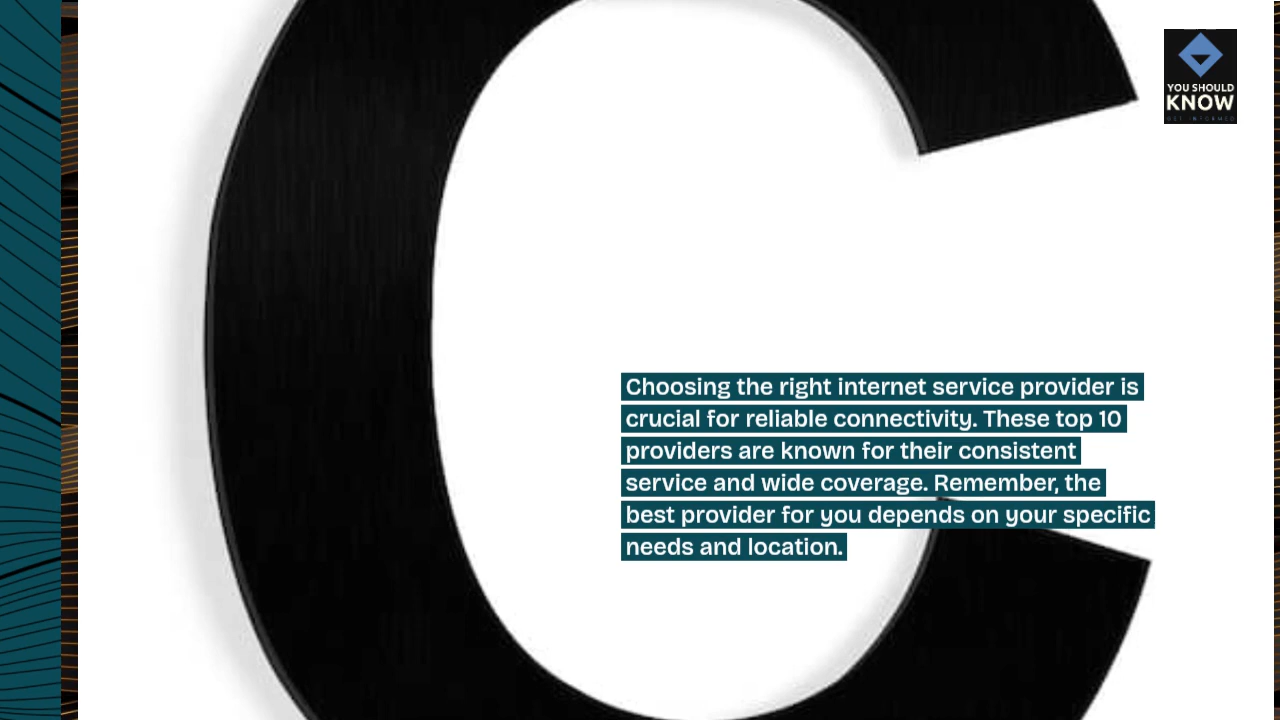 C
YOU SHOULD
KNOW
GET INFORMED
Choosing the right internet service provider is
crucial for reliable connectivity. These top 10
providers are known for their consistent
service and wide coverage. Remember, the
best provider for you depends on your specific
needs and location.